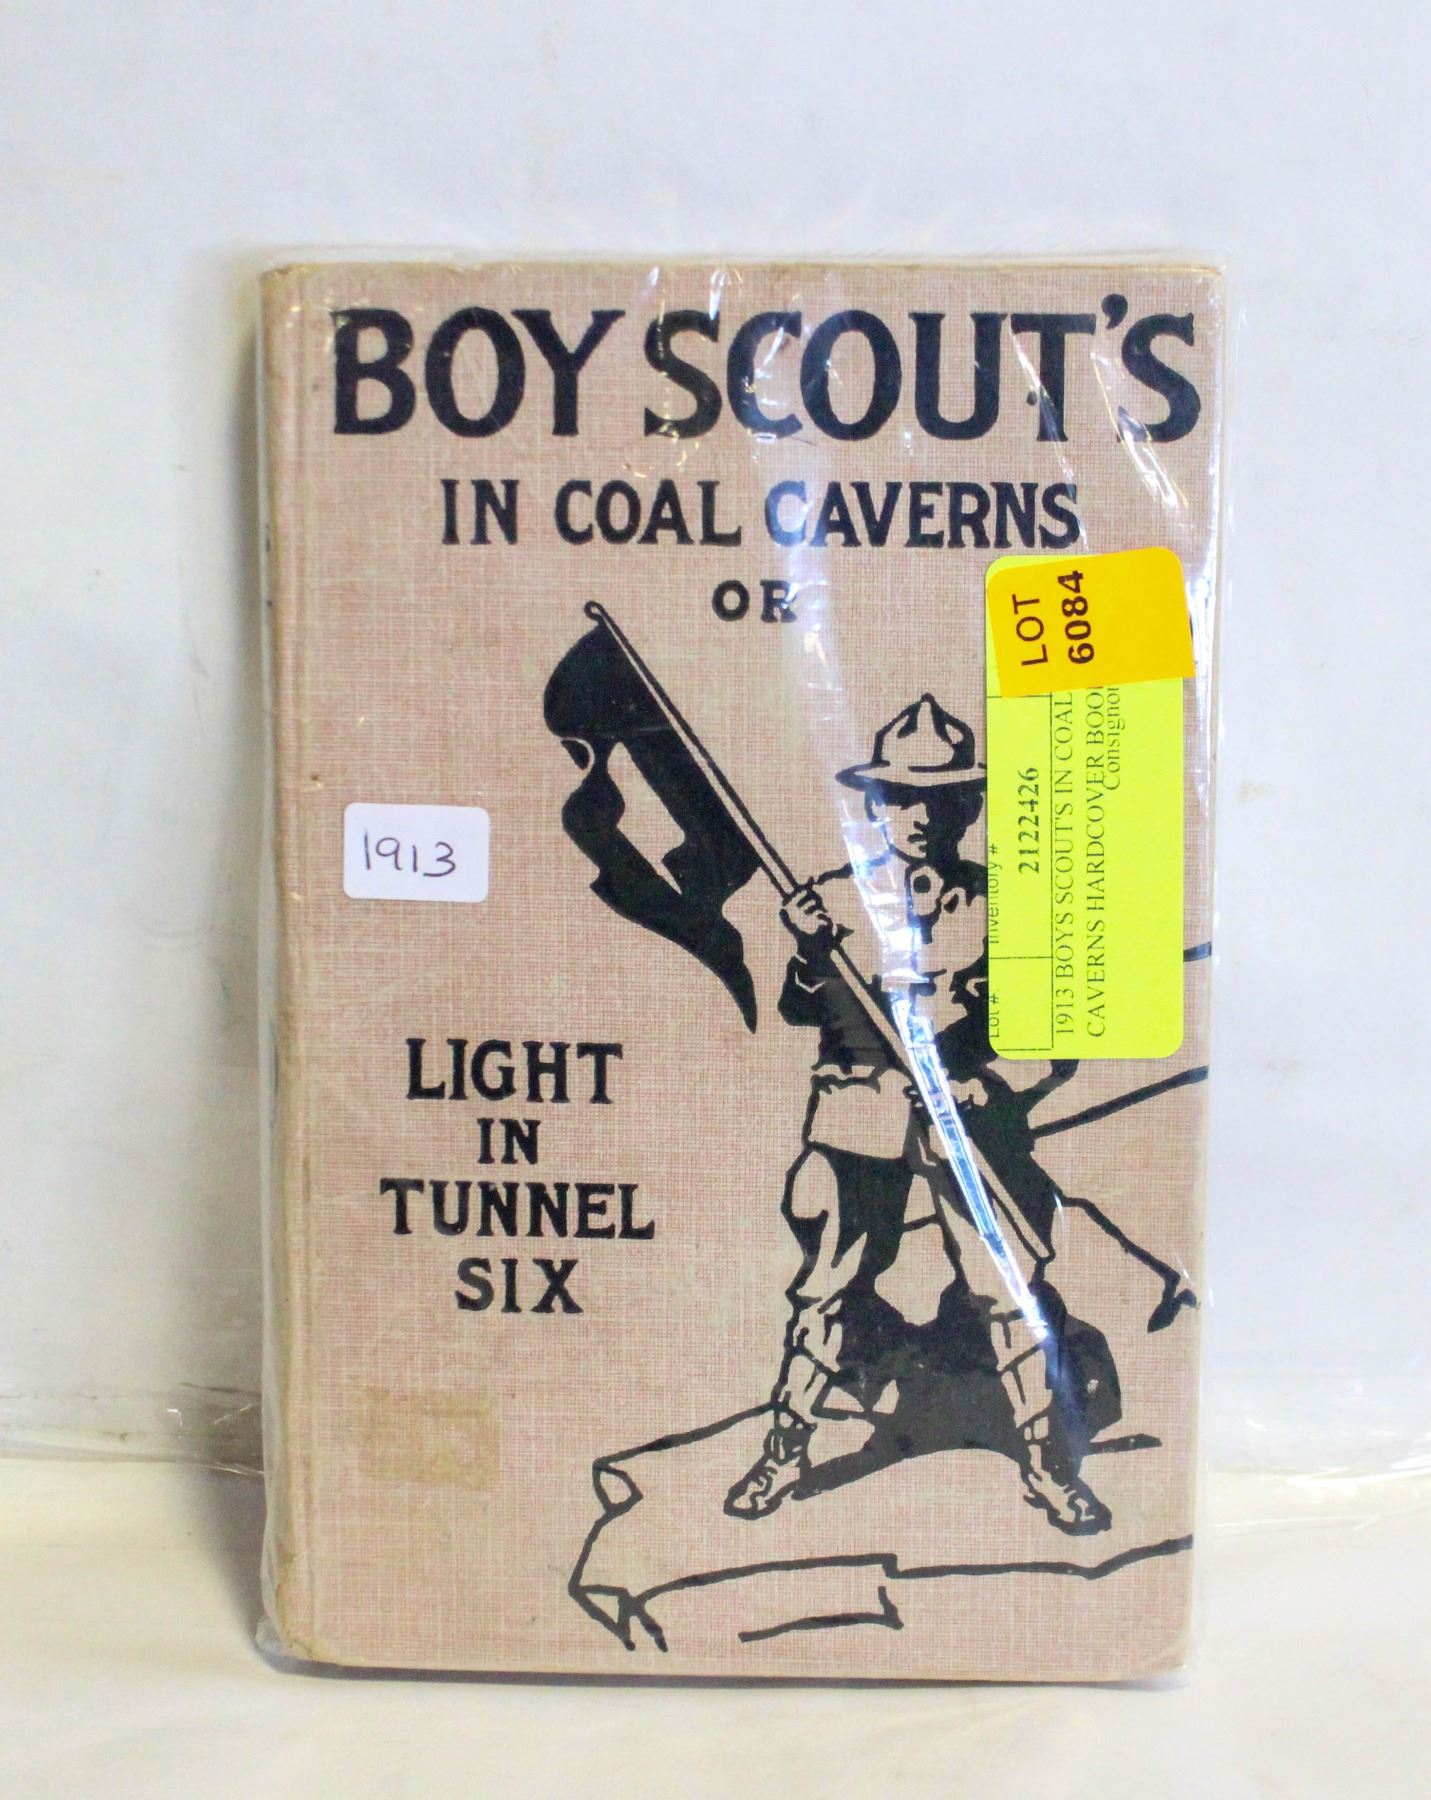 BOY SCOUT'S
IN COAL CAVERNS
OR
LIGHT
IN
TUNNEL
SIX
1913
LOT
6084
Lot #
Inventory #
2122426
1913 BOYS SCOUT'S IN COAL
CAVERNS HARDCOVER BOOK
Consignor